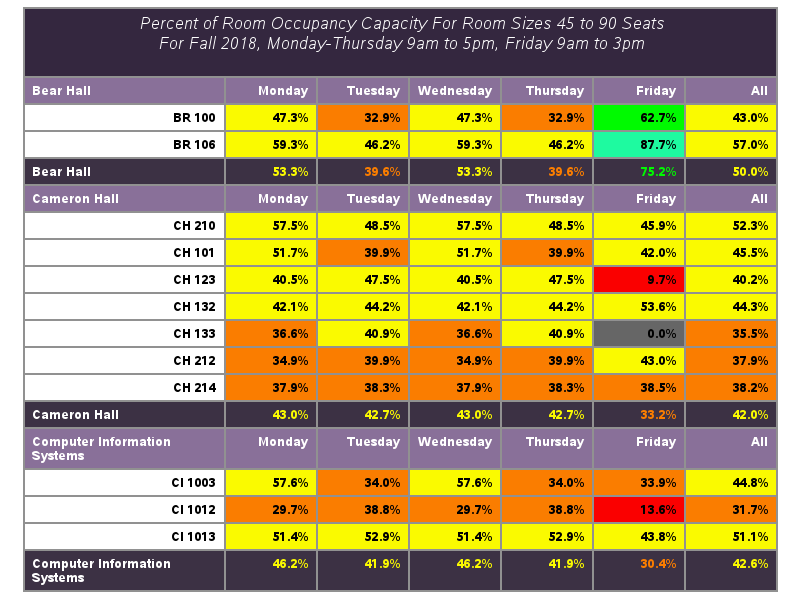 Percent of Room Occupancy Capacity For Room Sizes 45 to 90 Seats
For Fall 2018, Monday-Thursday 9am to 5pm, Friday 9am to 3pm
Bear Hall Monday Tuesday Wednesday Thursday Friday All
BR 100 47.3% 32.9% 47.3% 32.9% 62.7% 43.0%
BR 106 59.3% 46.2% 59.3% 46.2% 87.7% 57.0%
Bear Hall 53.3% 39.6% 53.3% 39.6% 75.2% 50.0%
Cameron Hall Monday Tuesday Wednesday Thursday Friday All
CH 210 57.5% 48.5% 57.5% 48.5% 45.9% 52.3%
CH 101 51.7% 39.9% 51.7% 39.9% 42.0% 45.5%
CH 123 40.5% 47.5% 40.5% 47.5% 9.7% 40.2%
CH 132 42.1% 44.2% 42.1% 44.2% 53.6% 44.3%
CH 133 36.6% 40.9% 36.6% 40.9% 0.0% 35.5%
CH 212 34.9% 39.9% 34.9% 39.9% 43.0% 37.9%
CH 214 37.9% 38.3% 37.9% 38.3% 38.5% 38.2%
Cameron Hall 43.0% 42.7% 43.0% 42.7% 33.2% 42.0%
Computer Information Monday Tuesday Wednesday Thursday Friday All
Systems
CI 1003 57.6% 34.0% 57.6% 34.0% 33.9% 44.8%
CI 1012 29.7% 38.8% 29.7% 38.8% 13.6% 31.7%
CI 1013 51.4% 52.9% 51.4% 52.9% 43.8% 51.1%
Computer Information 46.2% 41.9% 46.2% 41.9% 30.4% 42.6%
Systems